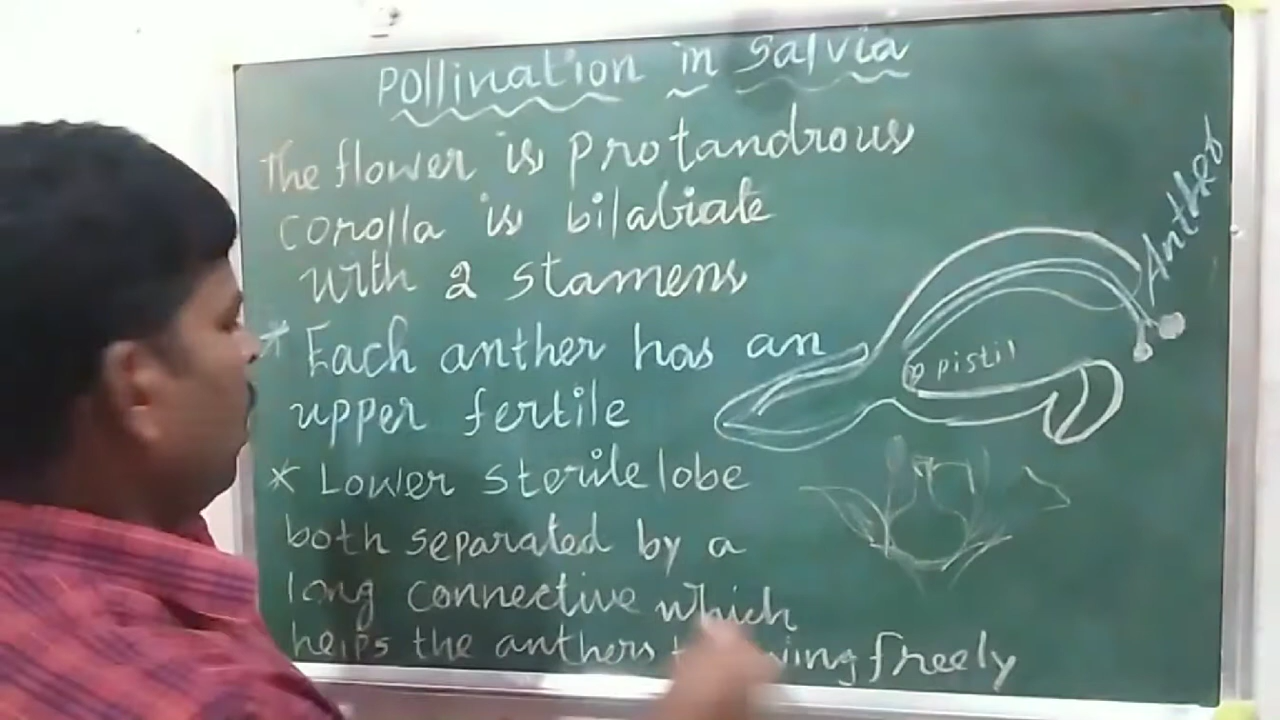 Pollination in Salvia
The flower is Protandrous
corolla is bilabiate
with 2 stamens
* Each anther has an
upper fertile
* Lower sterile lobe
both separated by a
long connective which
helps the anthers freely
Anther
Pistil